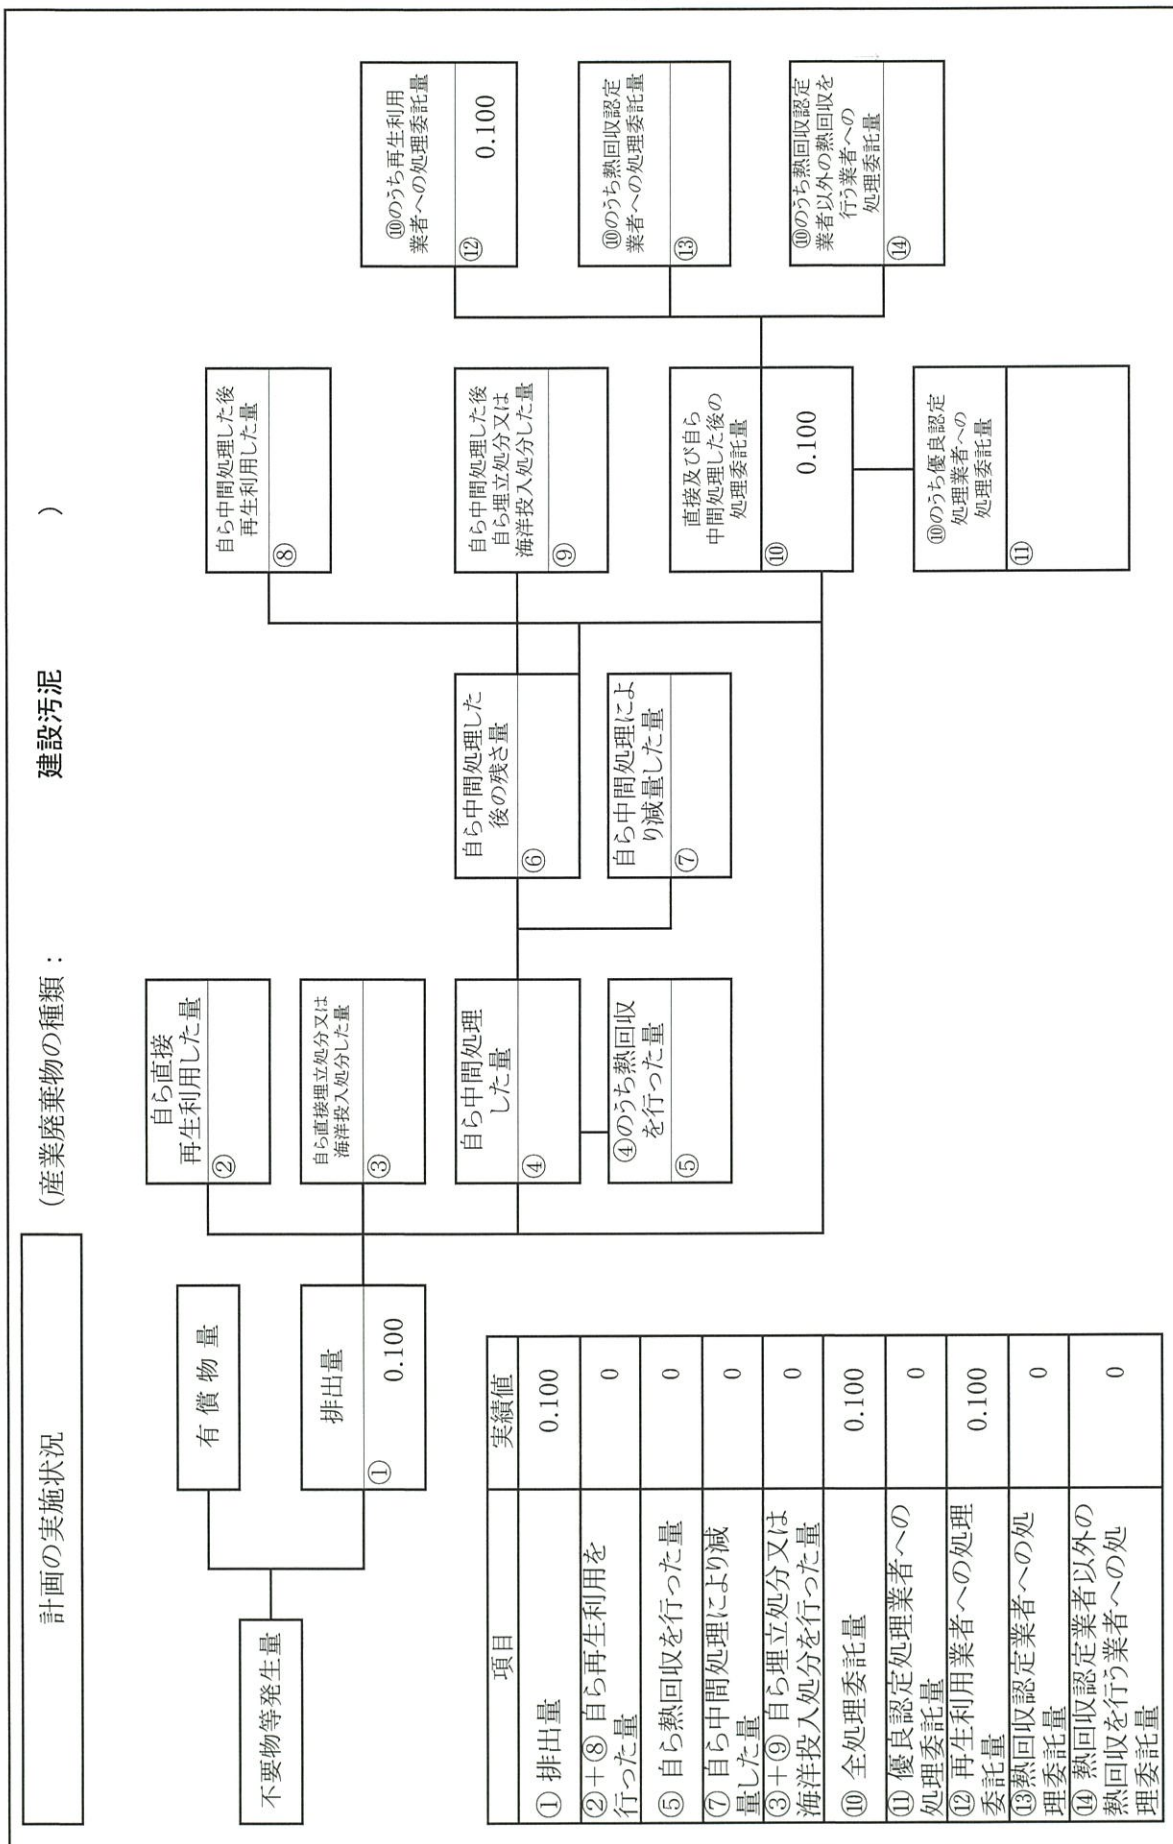 計画の実施状況
(産業廃棄物の種類： 建設汚泥 )
不要物等発生量
有 償 物 量
排出量
① 0.100
自ら直接
再生利用した量
②
自ら直接埋立処分又は
海洋投入処分した量
③
自ら中間処理
した量
④
④のうち熱回収
を行った量
⑤
自ら中間処理した
後の残さ量
⑥
自ら中間処理によ
り減量した量
⑦
自ら中間処理した後
再生利用した量
⑧
自ら中間処理した後
自ら埋立処分又は
海洋投入処分した量
⑨
直接及び自ら
中間処理した後の
処理委託量
⑩ 0.100
⑩のうち優良認定
処理業者への
処理委託量
⑪
⑩のうち再生利用
業者への処理委託量
⑫ 0.100
⑩のうち熱回収認定
業者への処理委託量
⑬
⑩のうち熱回収認定
業者以外の熱回収を
行う業者への
処理委託量
⑭
項目 実績値
① 排出量 0.100
②＋⑧ 自ら再生利用を
行った量 0
⑤ 自ら熱回収を行った量 0
⑦ 自ら中間処理により減
量した量 0
③＋⑨ 自ら埋立処分又は
海洋投入処分を行った量 0
⑩ 全処理委託量 0.100
⑪ 優良認定処理業者への
処理委託量 0
⑫ 再生利用業者への処理
委託量 0.100
⑬熱回収認定業者への処
理委託量 0
⑭ 熱回収認定業者以外の
熱回収を行う業者への処
理委託量 0